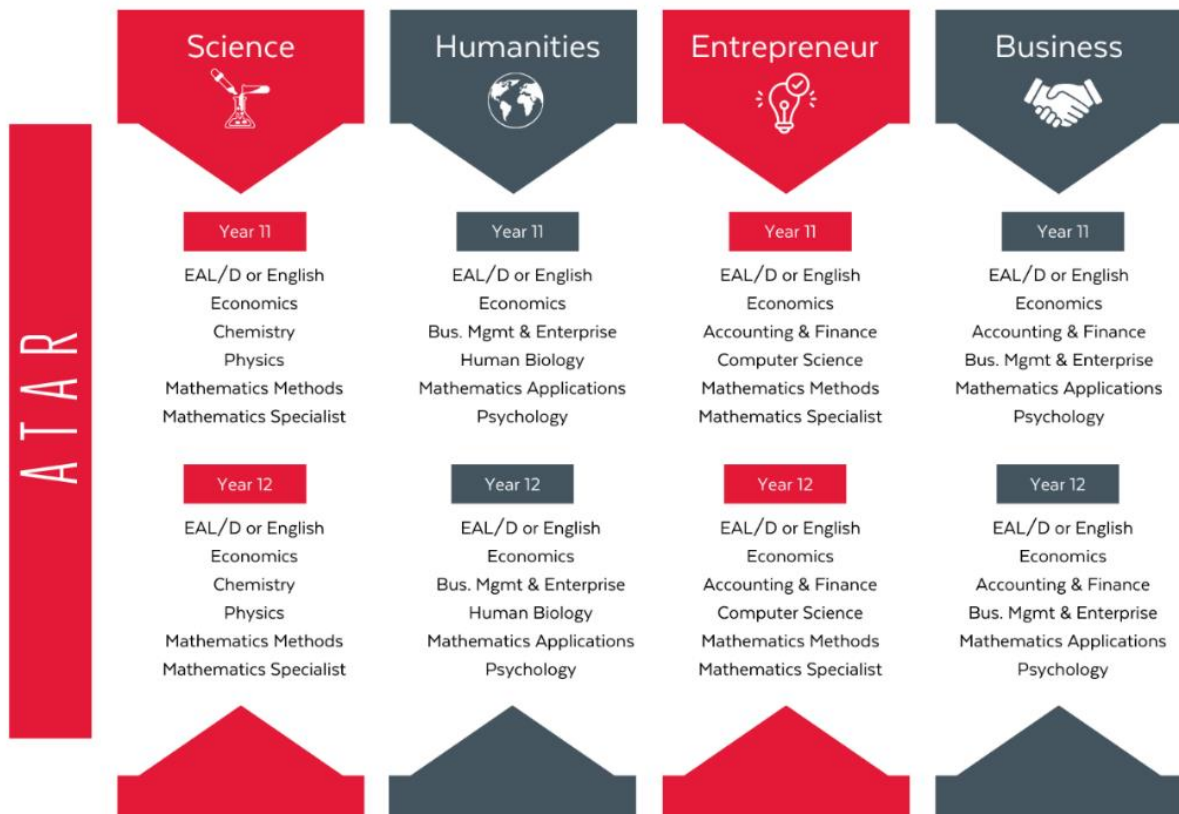 ATAR
Science
Year 11
EAL/D or English
Economics
Chemistry
Physics
Mathematics Methods
Mathematics Specialist
Year 12
EAL/D or English
Economics
Chemistry
Physics
Mathematics Methods
Mathematics Specialist
Humanities
Year 11
EAL/D or English
Economics
Bus. Mgmt & Enterprise
Human Biology
Mathematics Applications
Psychology
Year 12
EAL/D or English
Economics
Bus. Mgmt & Enterprise
Human Biology
Mathematics Applications
Psychology
Entrepreneur
Year 11
EAL/D or English
Economics
Accounting & Finance
Computer Science
Mathematics Methods
Mathematics Specialist
Year 12
EAL/D or English
Economics
Accounting & Finance
Computer Science
Mathematics Methods
Mathematics Specialist
Business
Year 11
EAL/D or English
Economics
Accounting & Finance
Bus. Mgmt & Enterprise
Mathematics Applications
Psychology
Year 12
EAL/D or English
Economics
Accounting & Finance
Bus. Mgmt & Enterprise
Mathematics Applications
Psychology